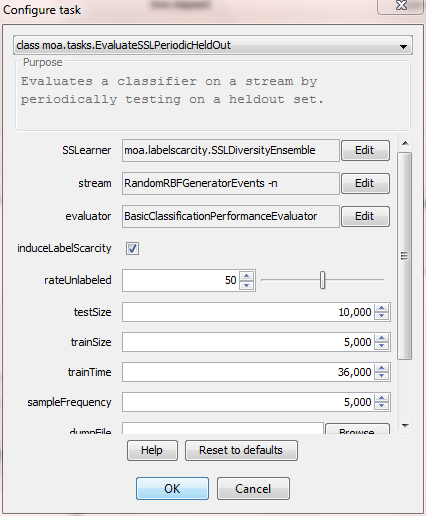 Configure task
class moa.tasks.EvaluateSSLPeriodicHeldOut
Purpose
Evaluates a classifier on a stream by
periodically testing on a heldout set.
SSLearner moa.labelscarcity.SSLDiversityEnsemble Edit
stream RandomRBFGeneratorEvents -n Edit
evaluator BasicClassificationPerformanceEvaluator Edit
induceLabelScarcity
rateUnlabeled 50
testSize 10,000
trainSize 5,000
trainTime 36,000
sampleFrequency 5,000
dumpFile Browse
Help Reset to defaults
OK Cancel